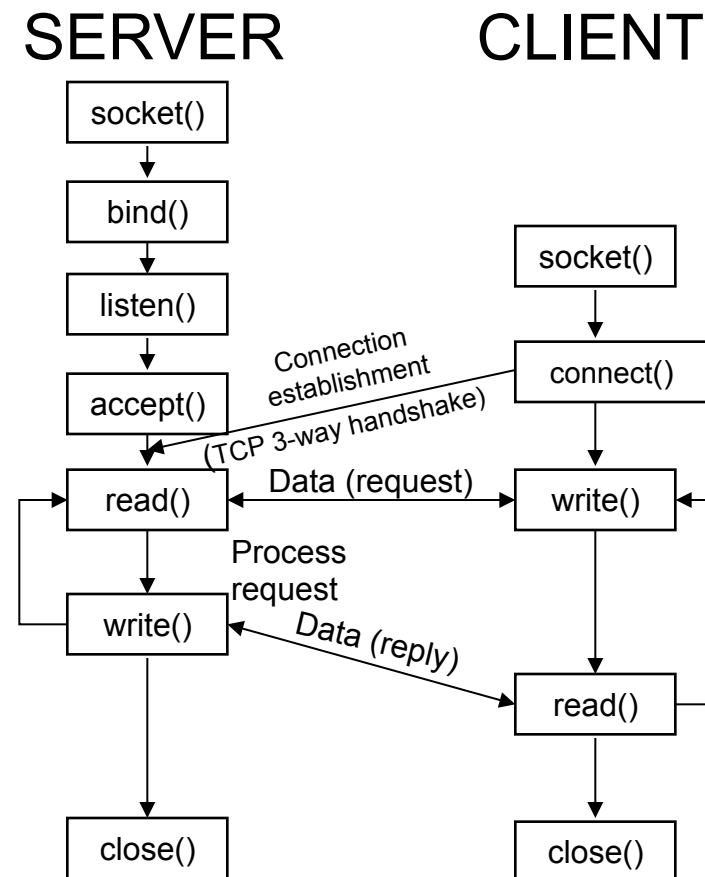 SERVER
CLIENT
socket()
bind()
socket()
listen()
Connection
establishment
connect()
accept()
(TCP 3-way handshake)
read()
Data (request)
write()
Process
request
write()
Data (reply)
read()
close()
close()